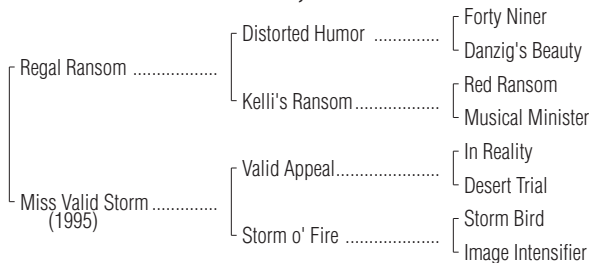 Forty Niner
Distorted Humor ..............
Danzig's Beauty
Regal Ransom ..................
Red Ransom
Kelli's Ransom..................
Musical Minister
In Reality
Valid Appeal......................
Desert Trial
Miss Valid Storm ..............
(1995)
Storm Bird
Storm o' Fire ....................
Image Intensifier